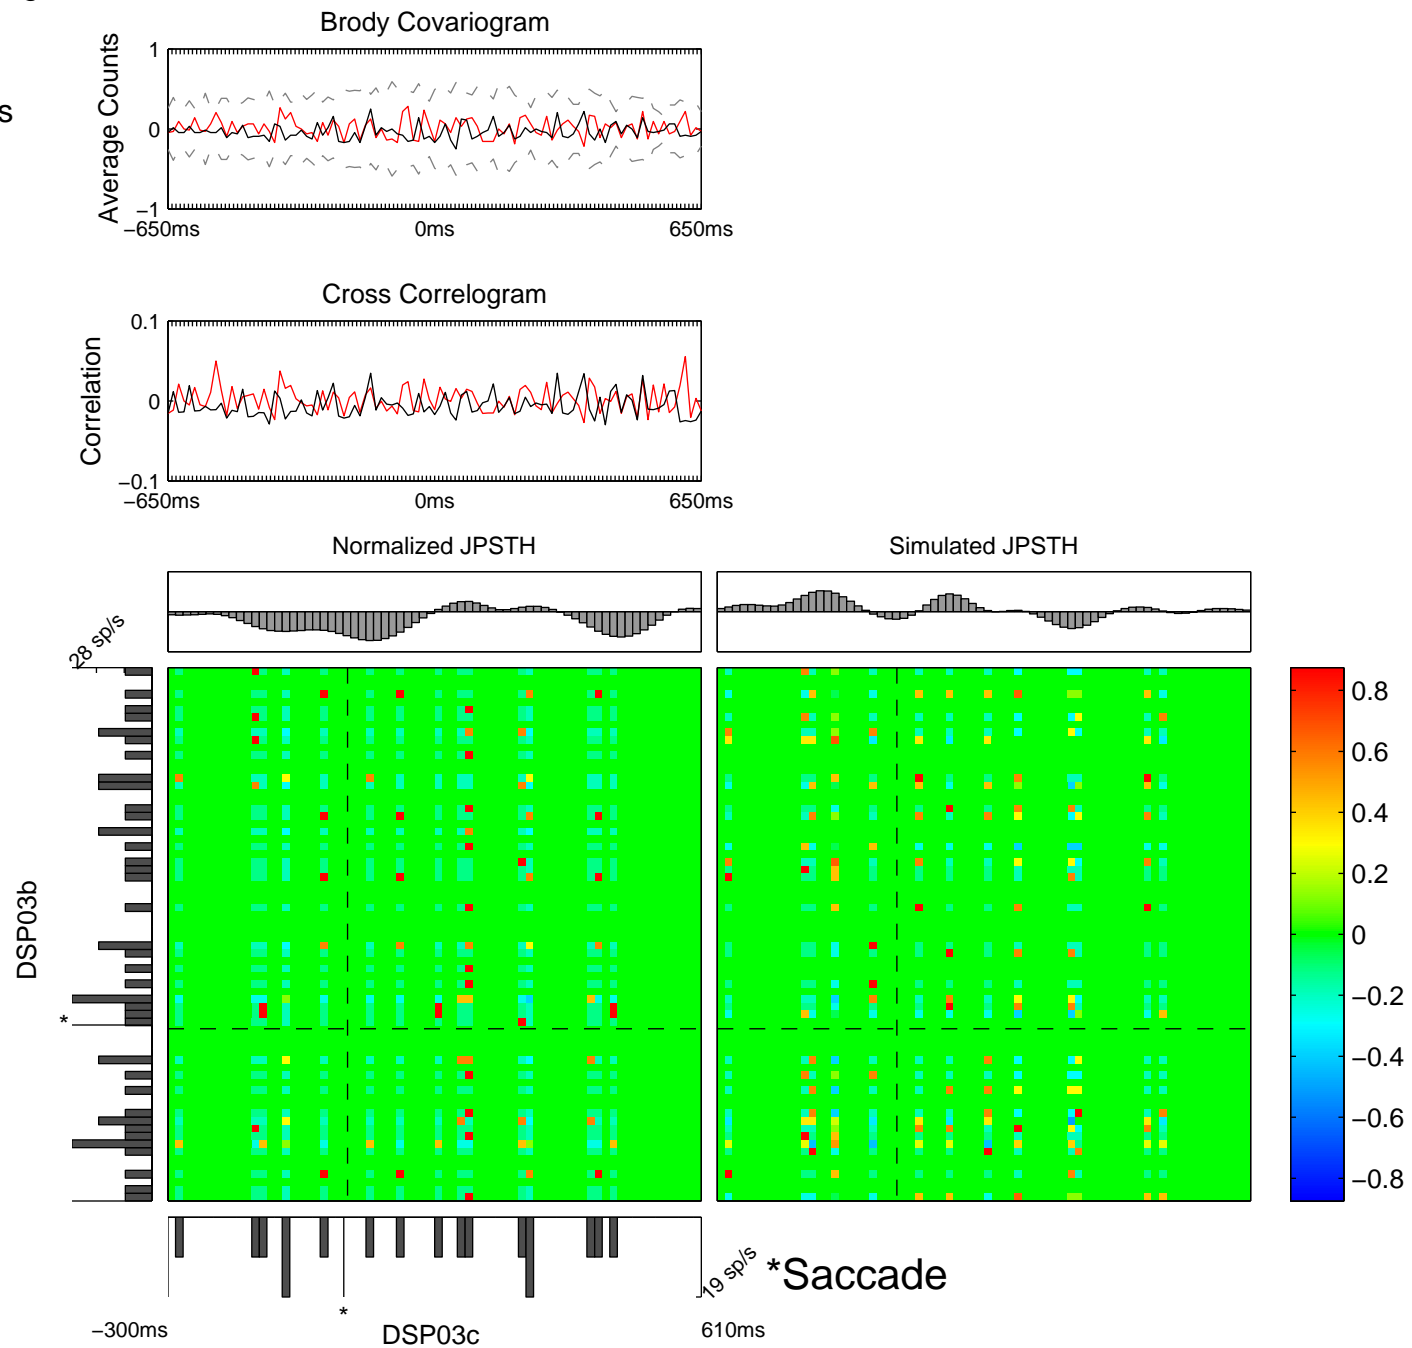 g
s
Brody Covariogram
Average Counts
1
0
−1
−650ms 0ms 650ms
Cross Correlogram
Correlation
0.1
0
−0.1
−650ms 0ms 650ms
Normalized JPSTH
Simulated JPSTH
28 sp/s
DSP03b
*
0.8
0.6
0.4
0.2
0
−0.2
−0.4
−0.6
−0.8
19 sp/s
*Saccade
*
−300ms DSP03c 610ms